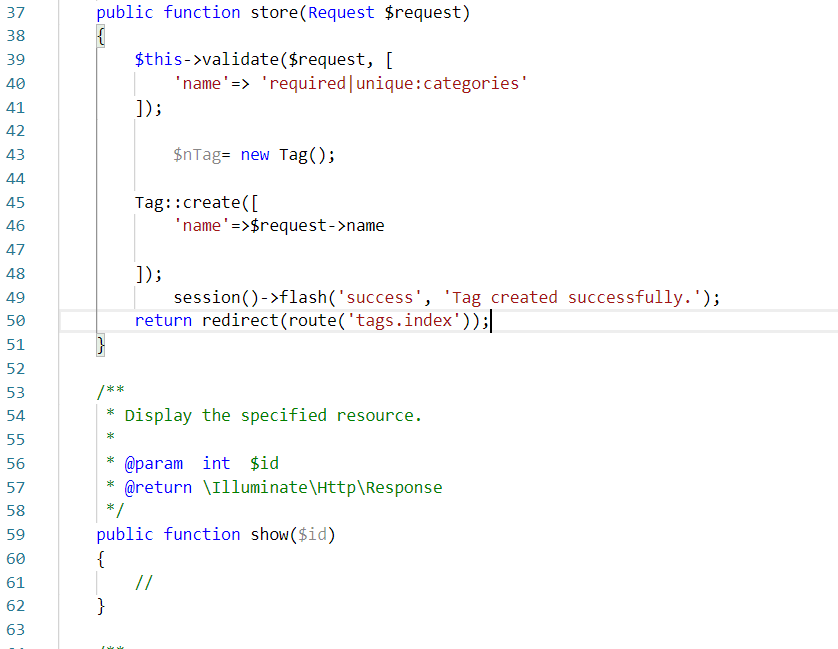 37 public function store(Request $request)
38 {
39 $this->validate($request, [
40 'name'=> 'required|unique:categories'
41 ]);
42
43 $nTag= new Tag();
44
45 Tag::create([
46 'name'=>$request->name
47
48 ]);
49 session()->flash('success', 'Tag created successfully.');
50 return redirect(route('tags.index'));
51 }
52
53 /**
54 * Display the specified resource.
55 *
56 * @param  int  $id
57 * @return \Illuminate\Http\Response
58 */
59 public function show($id)
60 {
61 //
62 }
63
/**